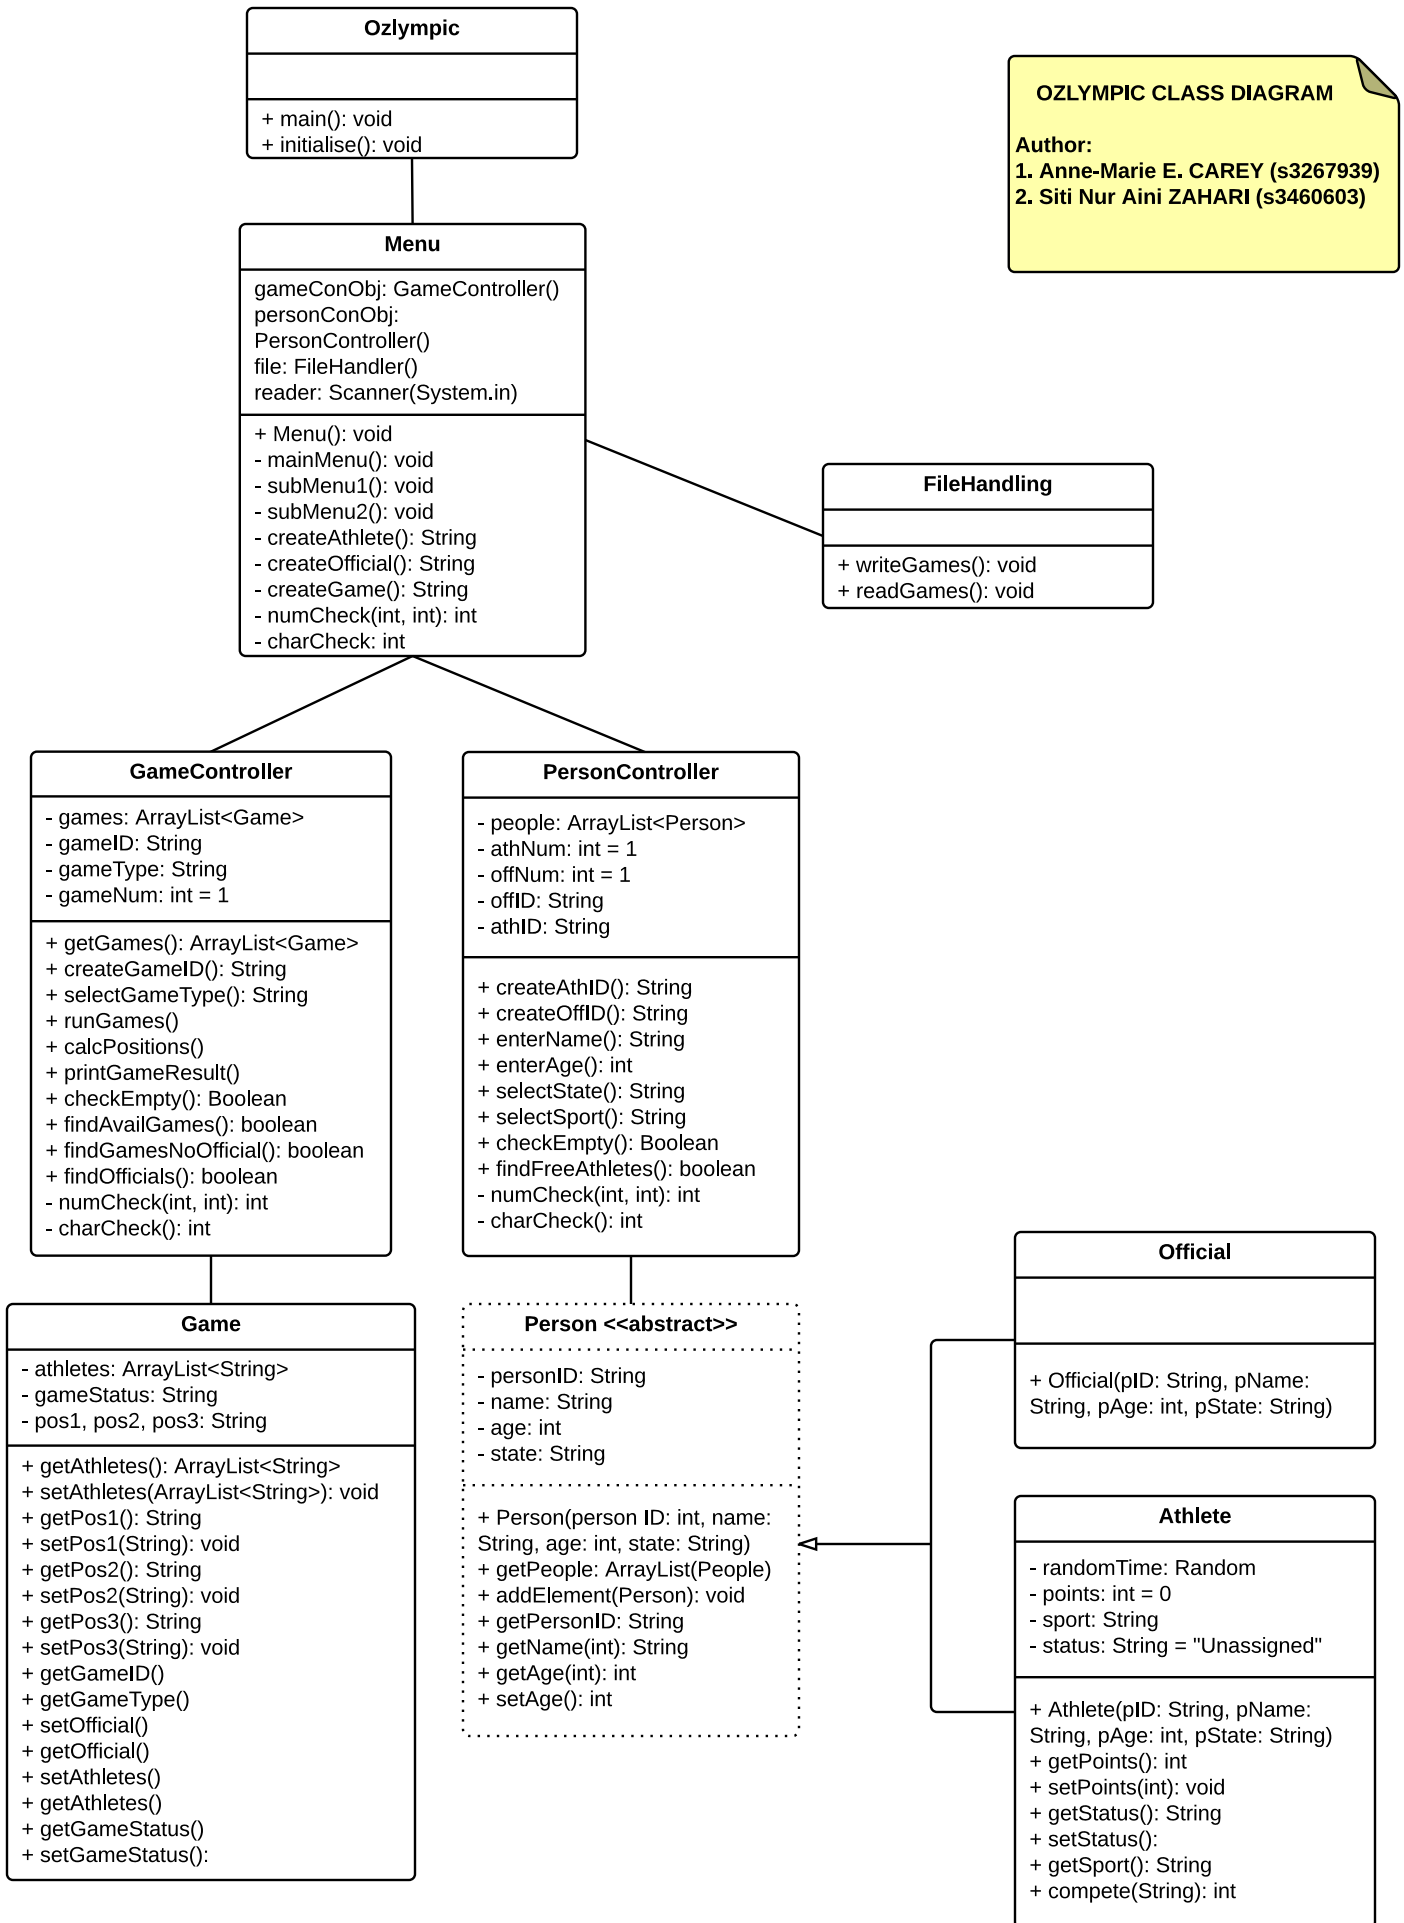 Ozlympic
+ main(): void
+ initialise(): void
OZLYMPIC CLASS DIAGRAM
Author:
1. Anne-Marie E. CAREY (s3267939)
2. Siti Nur Aini ZAHARI (s3460603)
Menu
gameConObj: GameController()
personConObj:
PersonController()
file: FileHandler()
reader: Scanner(System.in)
+ Menu(): void
- mainMenu(): void
- subMenu1(): void
- subMenu2(): void
- createAthlete(): String
- createOfficial(): String
- createGame(): String
- numCheck(int, int): int
- charCheck: int
FileHandling
+ writeGames(): void
+ readGames(): void
GameController
- games: ArrayList<Game>
- gameID: String
- gameType: String
- gameNum: int = 1
+ getGames(): ArrayList<Game>
+ createGameID(): String
+ selectGameType(): String
+ runGames()
+ calcPositions()
+ printGameResult()
+ checkEmpty(): Boolean
+ findAvailGames(): boolean
+ findGamesNoOfficial(): boolean
+ findOfficials(): boolean
- numCheck(int, int): int
- charCheck(): int
PersonController
- people: ArrayList<Person>
- athNum: int = 1
- offNum: int = 1
- offID: String
- athID: String
+ createAthID(): String
+ createOffID(): String
+ enterName(): String
+ enterAge(): int
+ selectState(): String
+ selectSport(): String
+ checkEmpty(): Boolean
+ findFreeAthletes(): boolean
- numCheck(int, int): int
- charCheck(): int
Game
- athletes: ArrayList<String>
- gameStatus: String
- pos1, pos2, pos3: String
+ getAthletes(): ArrayList<String>
+ setAthletes(ArrayList<String>): void
+ getPos1(): String
+ setPos1(String): void
+ getPos2(): String
+ setPos2(String): void
+ getPos3(): String
+ setPos3(String): void
+ getGameID()
+ getGameType()
+ setOfficial()
+ getOfficial()
+ setAthletes()
+ getAthletes()
+ getGameStatus()
+ setGameStatus():
Person <<abstract>>
- personID: String
- name: String
- age: int
- state: String
+ Person(person ID: int, name:
String, age: int, state: String)
+ getPeople: ArrayList(People)
+ addElement(Person): void
+ getPersonID: String
+ getName(int): String
+ getAge(int): int
+ setAge(): int
Official
+ Official(pID: String, pName:
String, pAge: int, pState: String)
Athlete
- randomTime: Random
- points: int = 0
- sport: String
- status: String = "Unassigned"
+ Athlete(pID: String, pName:
String, pAge: int, pState: String)
+ getPoints(): int
+ setPoints(int): void
+ getStatus(): String
+ setStatus():
+ getSport(): String
+ compete(String): int